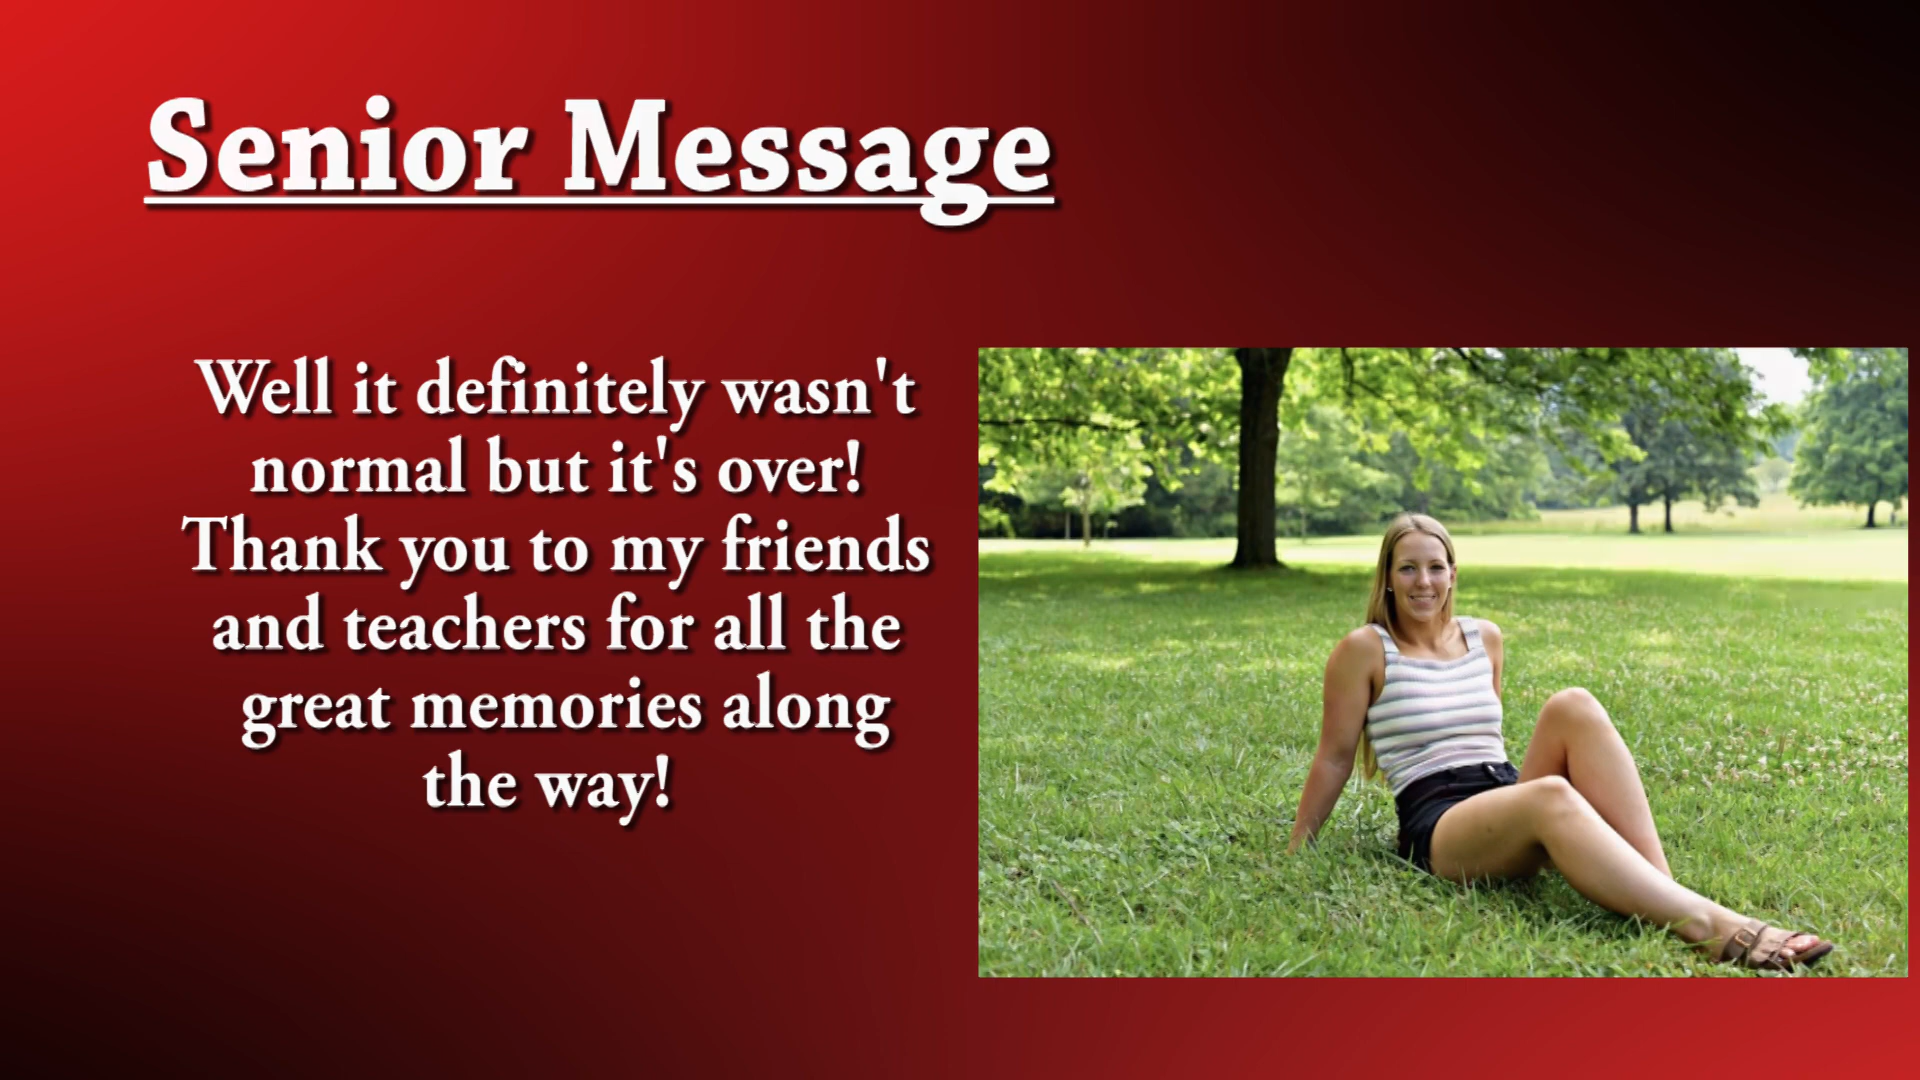 Senior Message
Well it definitely wasn't
normal but it's over!
Thank you to my friends
and teachers for all the
great memories along
the way!